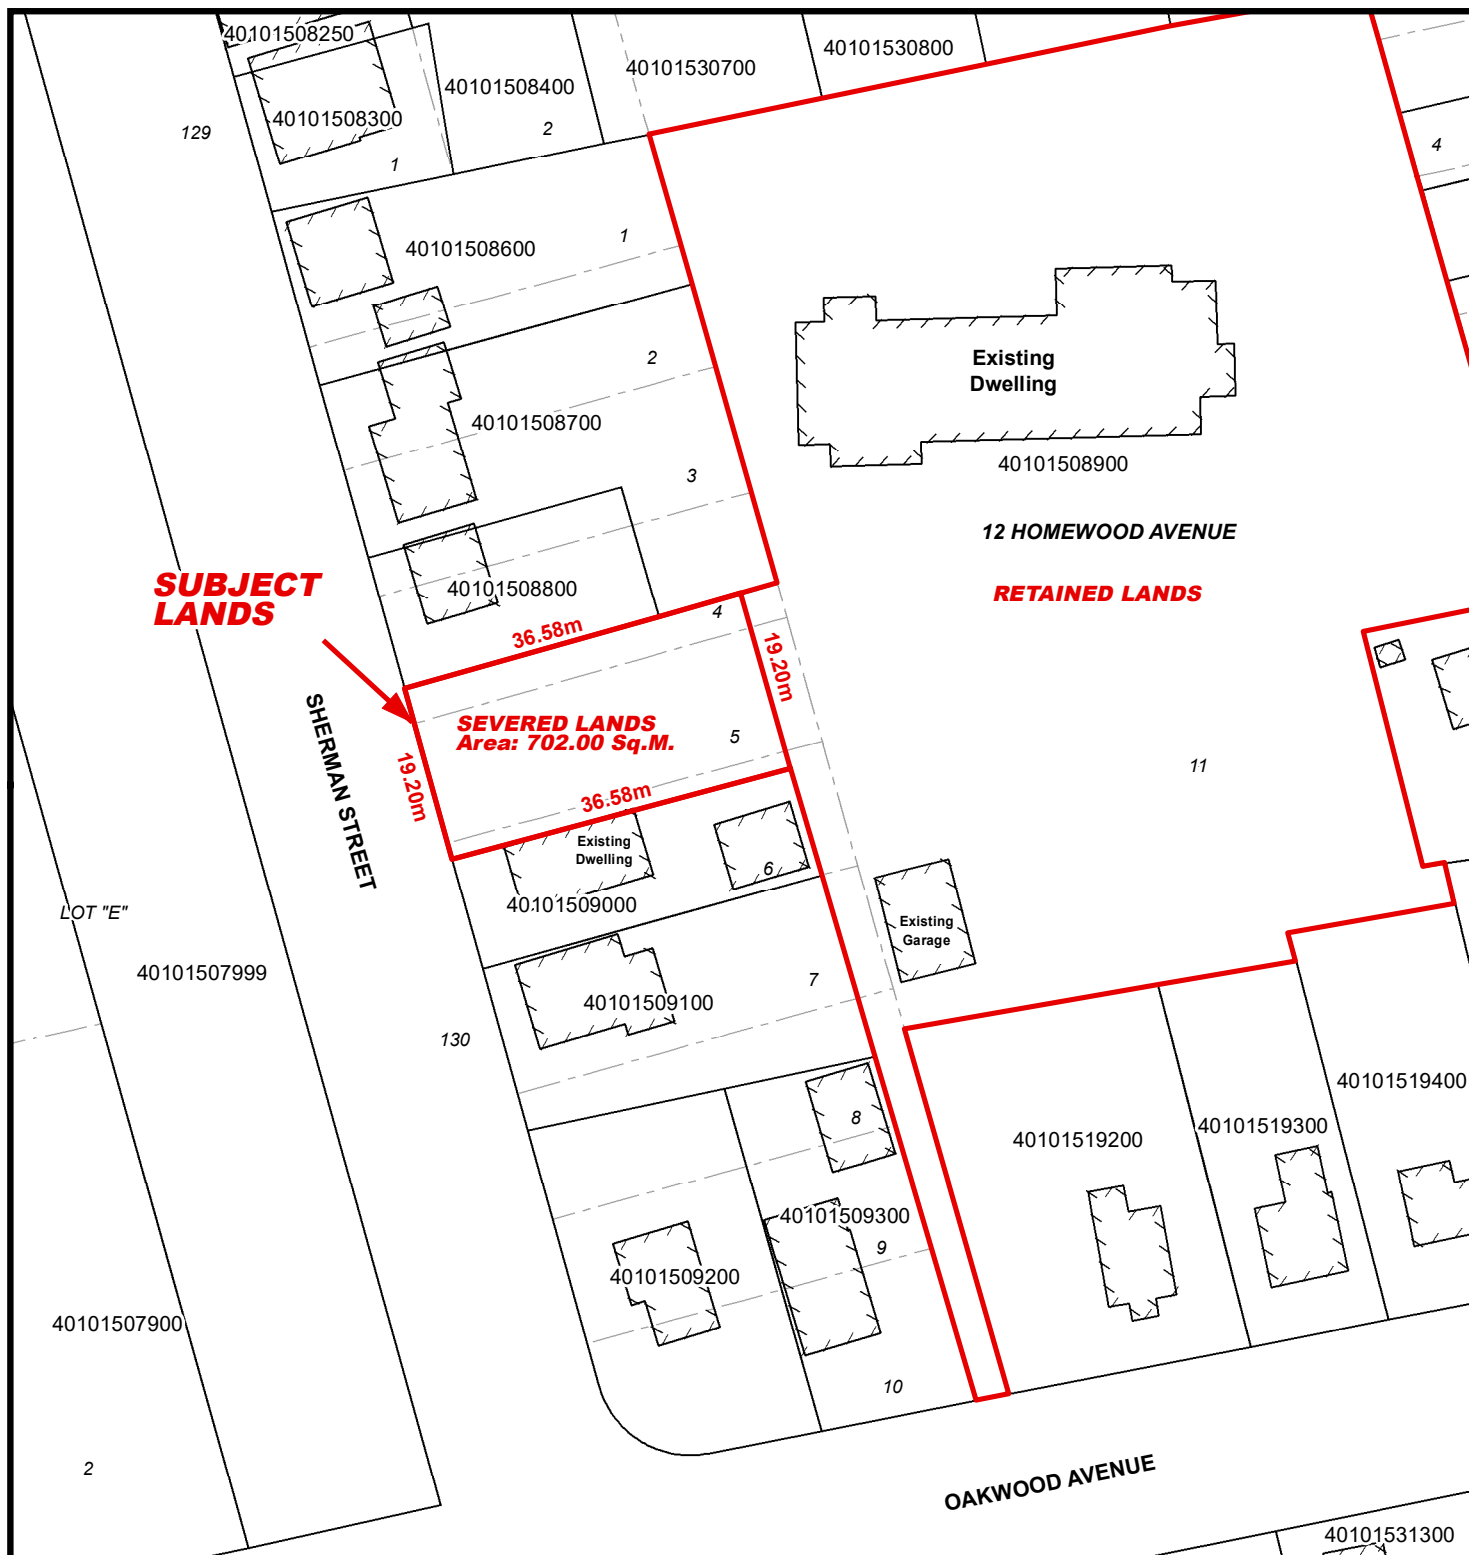 40101508250
40101508300
40101508400
40101530700
40101530800
129
1
2
4
40101508600
1
2
40101508700
3
Existing
Dwelling
40101508900
12 HOMEWOOD AVENUE
RETAINED LANDS
SUBJECT
LANDS
40101508800
4
36.58m
19.20m
SEVERED LANDS
Area: 702.00 Sq.M.
5
SHERMAN STREET
19.20m
36.58m
11
Existing
Dwelling
6
40101509000
Existing
Garage
LOT "E"
40101507999
7
40101509100
130
40101519400
8
40101519200
40101519300
40101509300
9
40101509200
40101507900
10
2
OAKWOOD AVENUE
40101531300